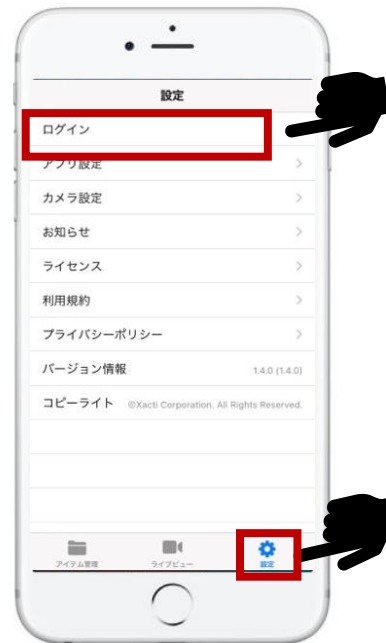 設定
ログイン
アプリ設定
カメラ設定
お知らせ
ライセンス
利用規約
プライバシーポリシー
バージョン情報 1.4.0 (1.4.0)
コピーライト ©Xacti Corporation. All Rights Reserved.
アイテム管理 ライブビュー 設定